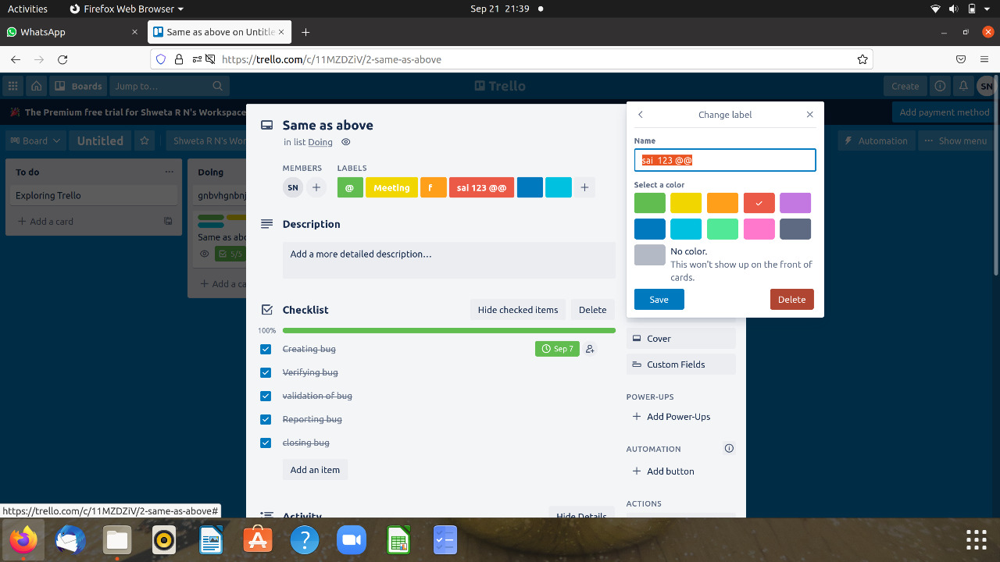 Activities
Firefox Web Browser
Sep 21 21:39
WhatsApp
Same as above on Untitle
https://trello.com/c/11MZDZiV/2-same-as-above
Boards
Jump to…
Trello
Create
SN
The Premium free trial for Shweta R N's Workspace
Add payment method
Board
Untitled
Shweta R N's Wor
Automation
Show menu
To do
Exploring Trello
+ Add a card
Doing
gnbvhgnbnj
Same as abo
5/5
+ Add a ca
Same as above
in list Doing
MEMBERS
LABELS
SN
@
Meeting
f
sai 123 @@
Description
Add a more detailed description…
Checklist
Hide checked items
Delete
100%
Creating bug
Sep 7
Verifying bug
validation of bug
Reporting bug
closing bug
Add an item
Activity
Hide Details
Change label
Name
sai  123 @@
Select a color
No color.
This won't show up on the front of
cards.
Save
Delete
Cover
Custom Fields
POWER-UPS
+ Add Power-Ups
AUTOMATION
+ Add button
ACTIONS
https://trello.com/c/11MZDZiV/2-same-as-above#